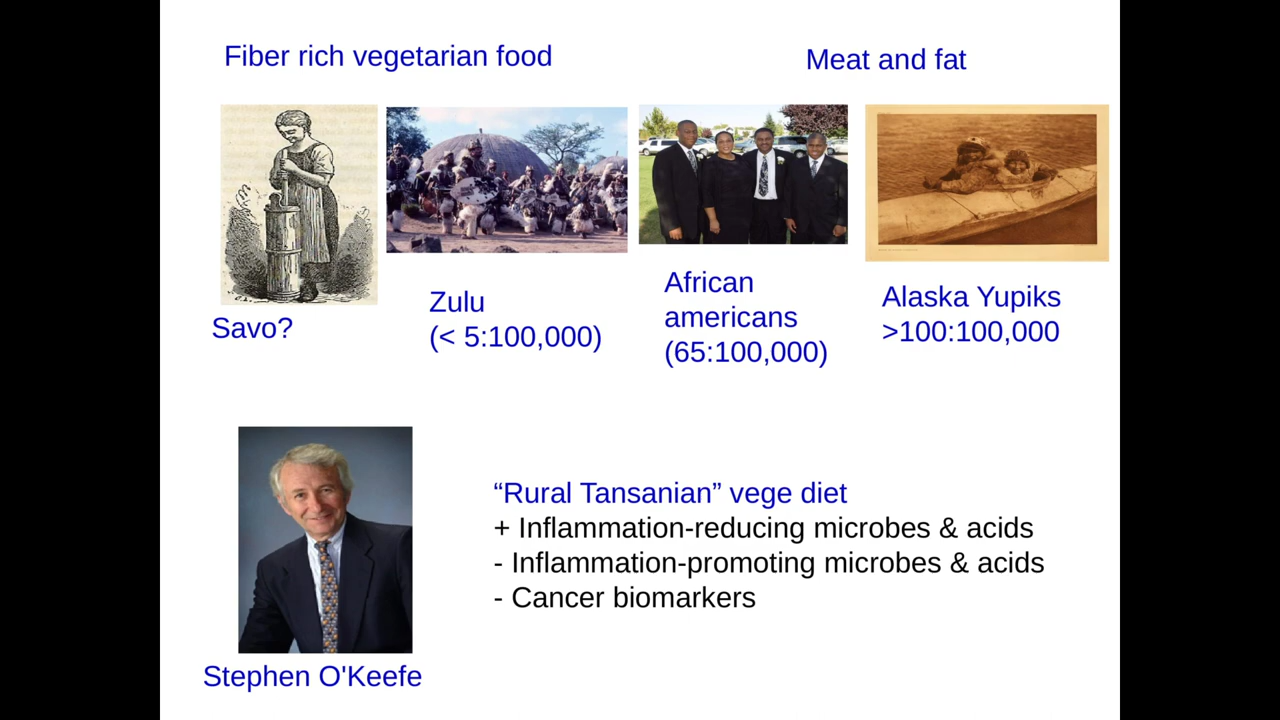 Fiber rich vegetarian food
Meat and fat
Savo?
Zulu
(< 5:100,000)
African
americans
(65:100,000)
Alaska Yupiks
>100:100,000
“Rural Tansanian” vege diet
+ Inflammation-reducing microbes & acids
- Inflammation-promoting microbes & acids
- Cancer biomarkers
Stephen O'Keefe